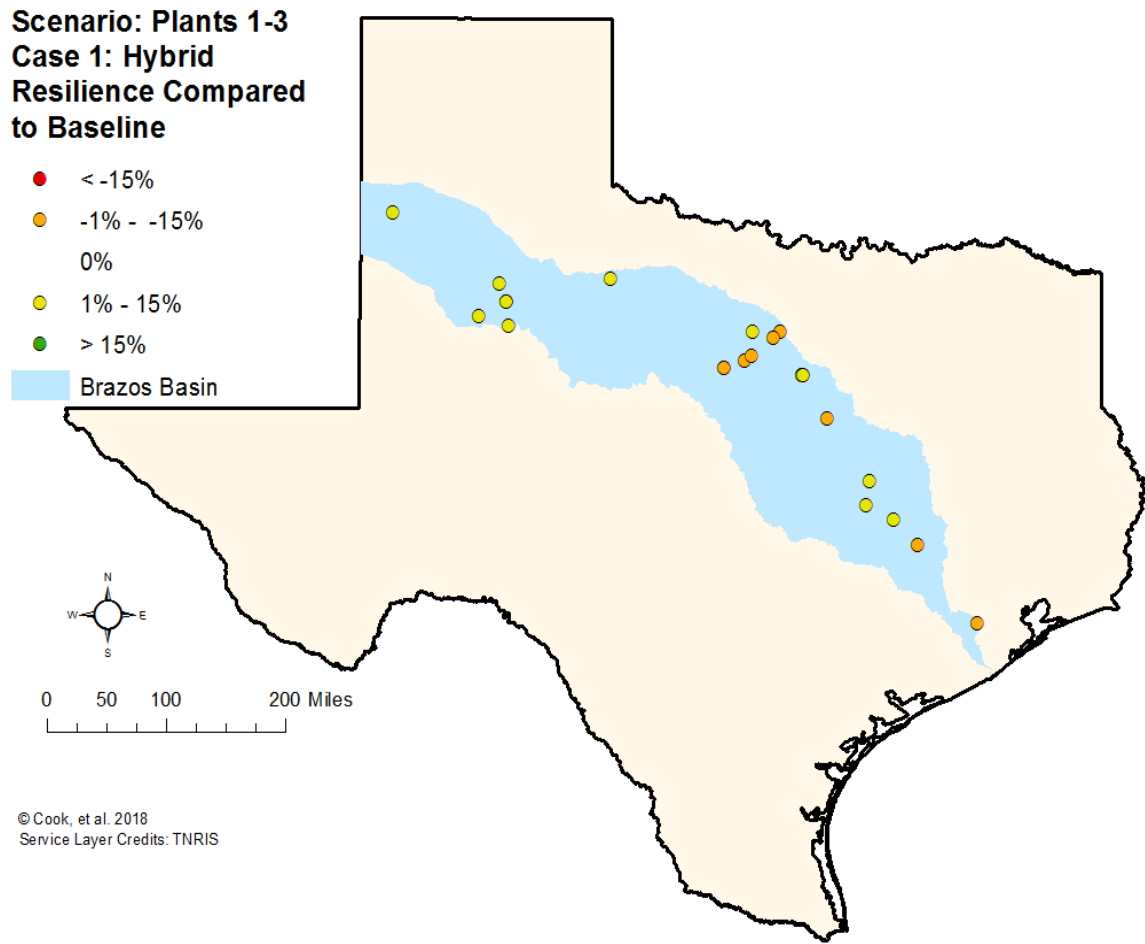 Scenario: Plants 1-3
Case 1: Hybrid
Resilience Compared
to Baseline
< -15%
-1% - -15%
0%
1% - 15%
> 15%
Brazos Basin
N
W E
S
0 50 100 200 Miles
© Cook, et al. 2018
Service Layer Credits: TNRIS